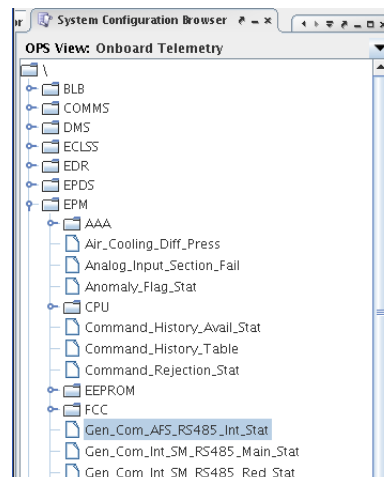 System Configuration Browser
OPS View: Onboard Telemetry
\
BLB
COMMS
DMS
ECLSS
EDR
EPDS
EPM
AAA
Air_Cooling_Diff_Press
Analog_Input_Section_Fail
Anomaly_Flag_Stat
CPU
Command_History_Avail_Stat
Command_History_Table
Command_Rejection_Stat
EEPROM
FCC
Gen_Com_AFS_RS485_Int_Stat
Gen_Com_Int_SM_RS485_Main_Stat
Gen_Com_Int_SM_RS485_Red_Stat